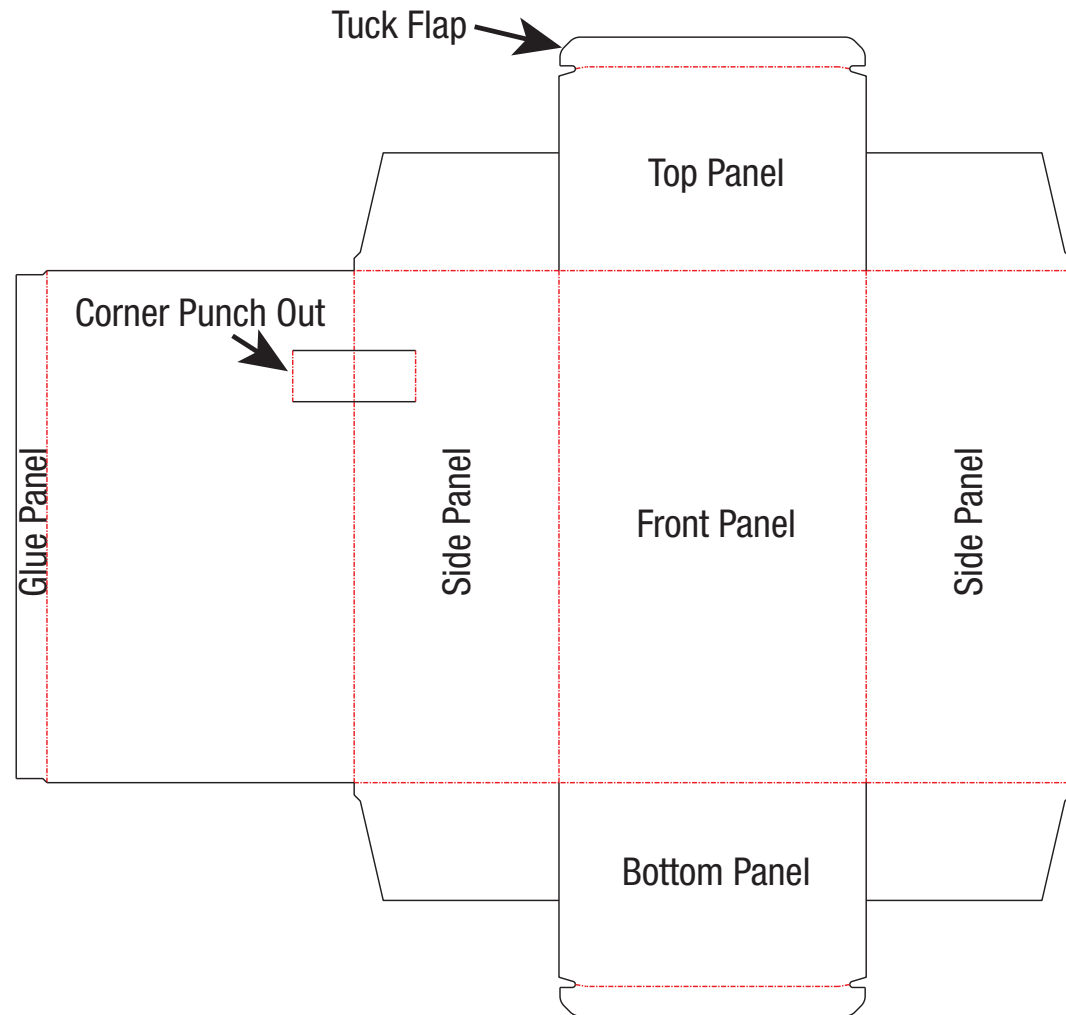 Tuck Flap
Top Panel
Corner Punch Out
Glue Panel
Side Panel
Front Panel
Side Panel
Bottom Panel